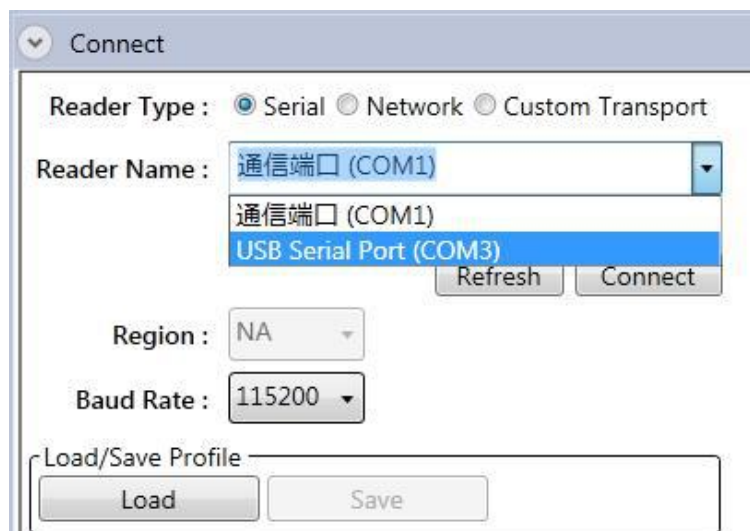 Connect
Reader Type : Serial Network Custom Transport
Reader Name : 通信端口 (COM1)
通信端口 (COM1)
USB Serial Port (COM3)
Refresh Connect
Region : NA
Baud Rate : 115200
Load/Save Profile
Load Save